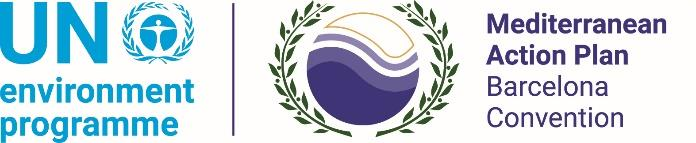 UN
environment
programme
Mediterranean
Action Plan
Barcelona
Convention